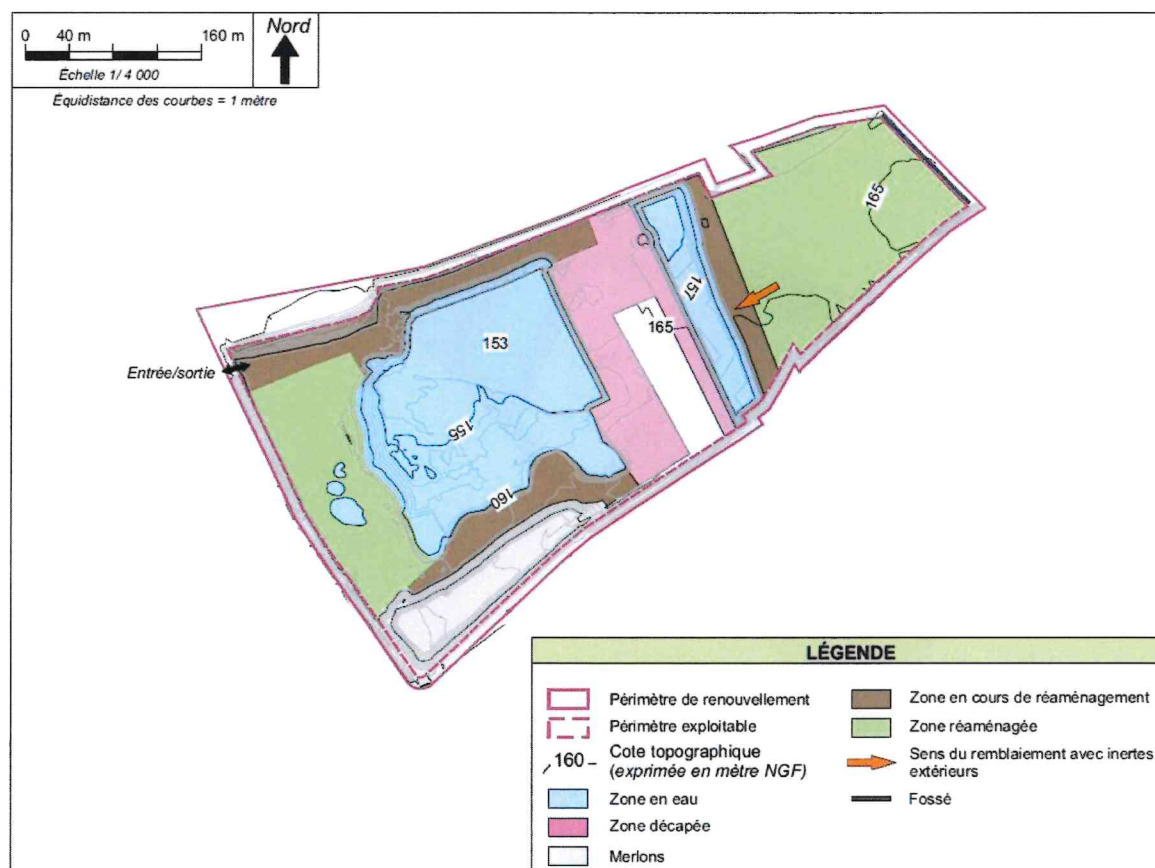 0 40 m 160 m
Échelle 1/ 4 000
Nord
Équidistance des courbes = 1 mètre
165
157
165
153
Entrée/sortie
155
160
LÉGENDE
Périmètre de renouvellement
Périmètre exploitable
160 Cote topographique
(exprimée en mètre NGF)
Zone en eau
Zone décapée
Merlons
Zone en cours de réaménagement
Zone réaménagée
Sens du remblaiement avec inertes
extérieurs
Fossé